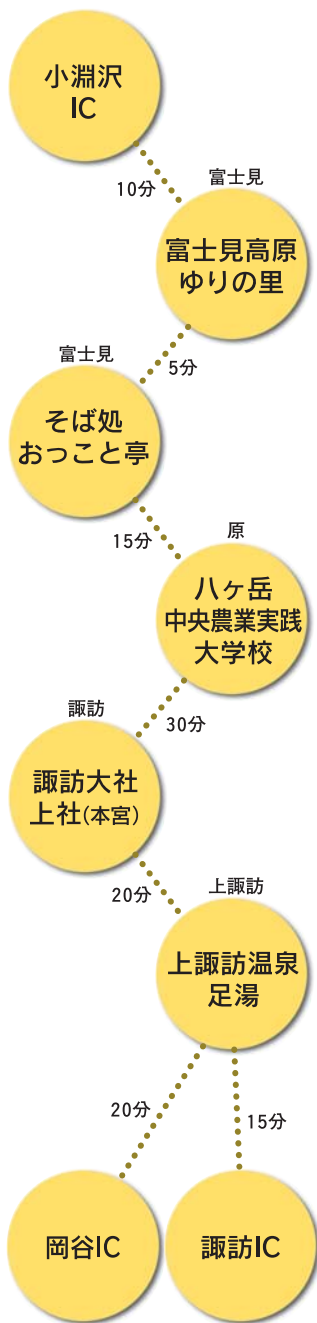 小淵沢
IC
10分
富士見
富士見高原
ゆりの里
5分
富士見
そば処
おっこと亭
15分
原
八ヶ岳
中央農業実践
大学校
30分
諏訪
諏訪大社
上社(本宮)
20分
上諏訪
上諏訪温泉
足湯
20分
15分
岡谷IC
諏訪IC